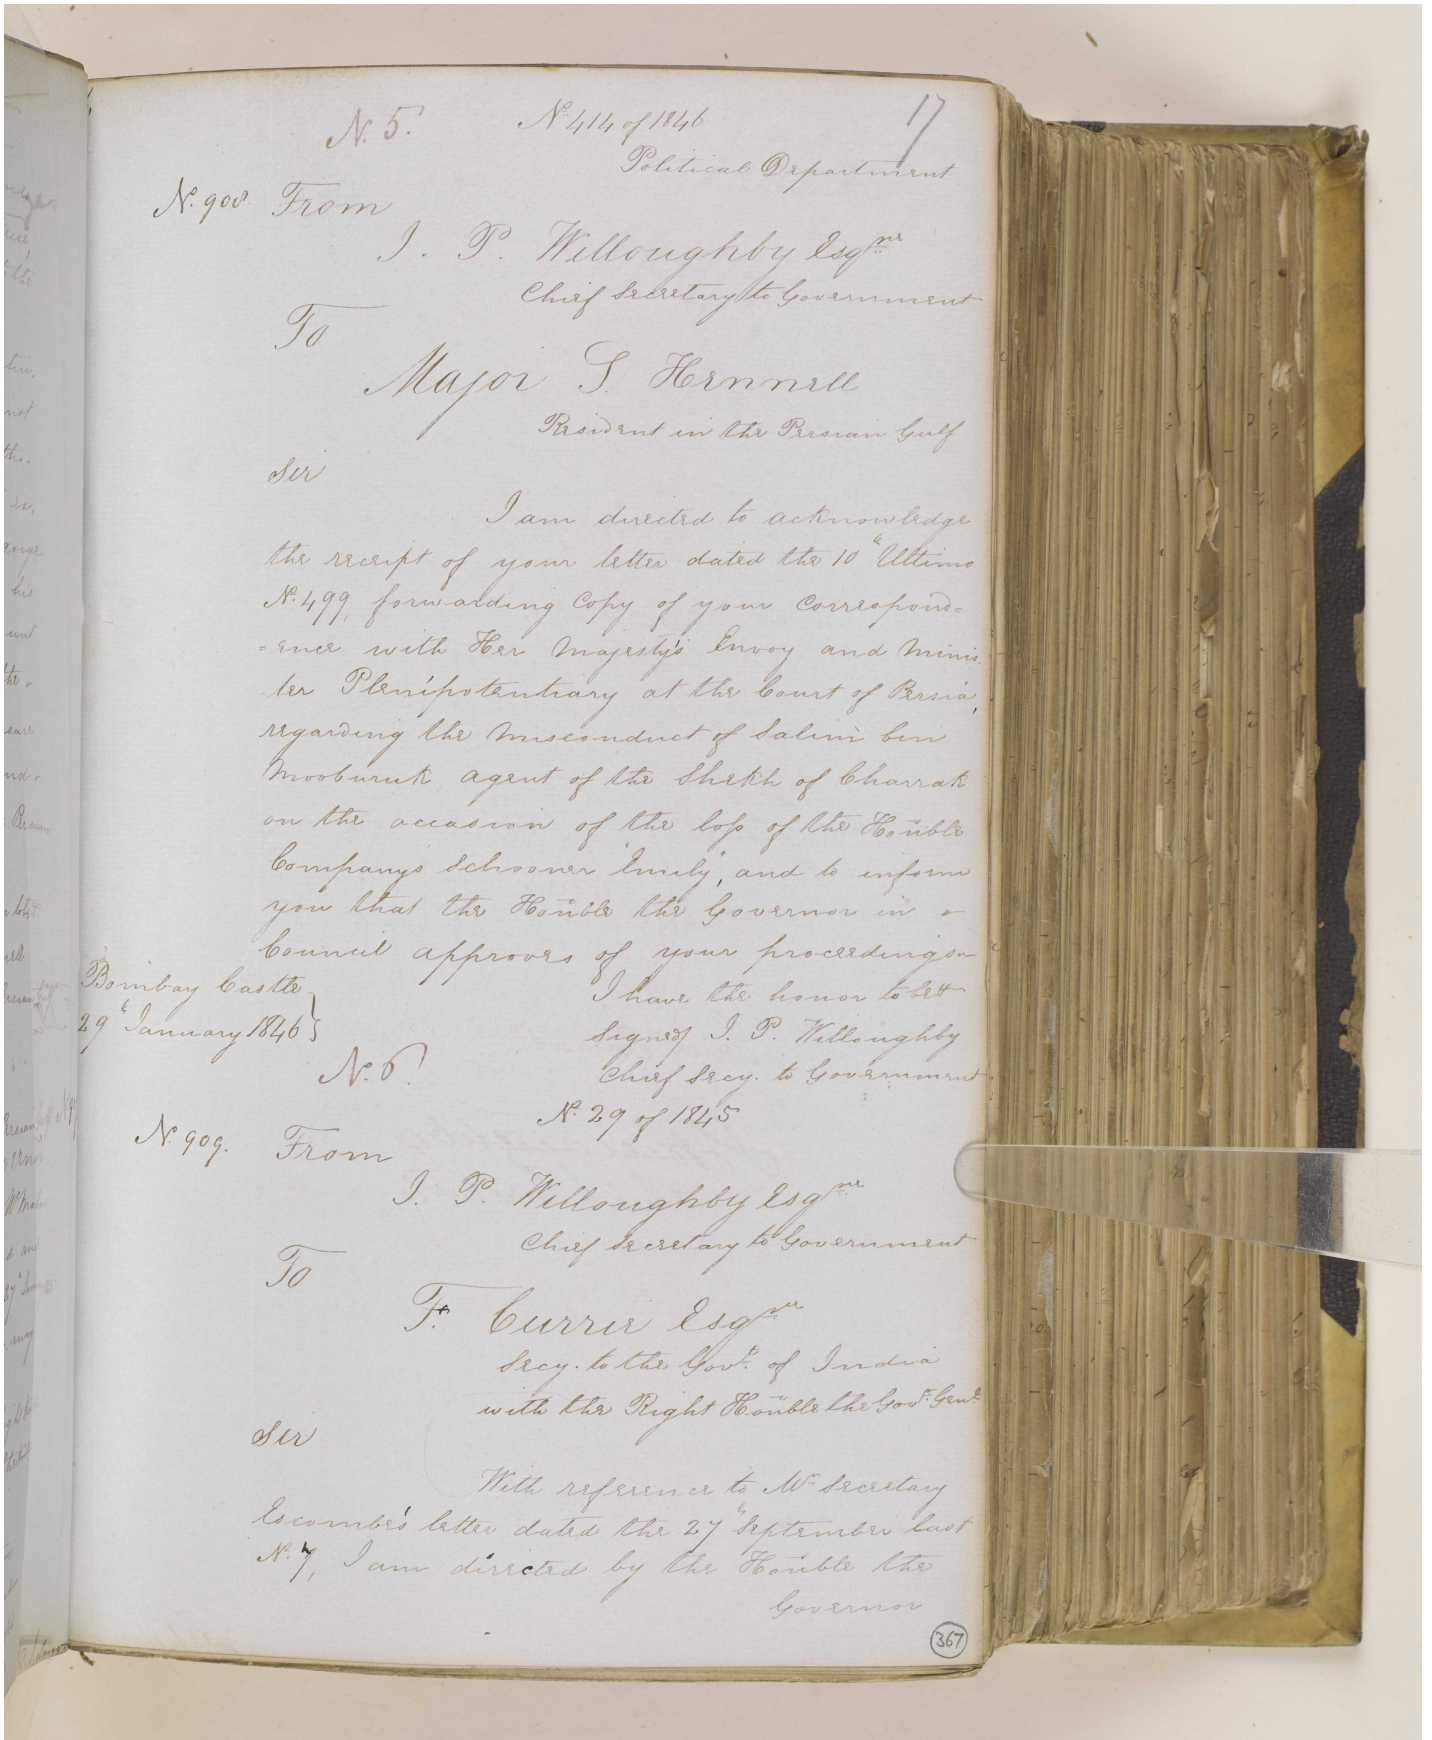 17
N. 5. No. 414 of 1846
Political Department
No. 908. From
J. P. Willoughby Esqre
Chief Secretary to Government
To
Major S. Hennell
Resident in the Persian Gulf
Sir
I am directed to acknowledge
the receipt of your letter dated the 10th Ultimo
No. 499, forwarding Copy of your Correspond=
=ence with Her Majesty's Envoy and Minis
ter Plenipotentiary at the Court of Persia,
regarding the Misconduct of Salim bin
Mooburuk, agent of the Shekh of Charrak
on the occasion of the loss of the Honble
Company's Schooner "Emily", and to inform
you that the Honble the Governor in
Council approves of your proceedings
Bombay Castle
29th January 1846
I have the honor to be &ca
Signed J. P. Willoughby
Chief Secy. to Government
N. 6.
No. 29 of 1845
No. 909. From
J. P. Willoughby Esqre
Chief Secretary to Government
To
F. Currie Esqre
Secy. to the Govt. of India
with the Right Honble the Govr. Genl.
Sir
With reference to Mr Secretary
Escombe's letter dated the 27th September last
No. 7, I am directed by the Honble the
Governor
367